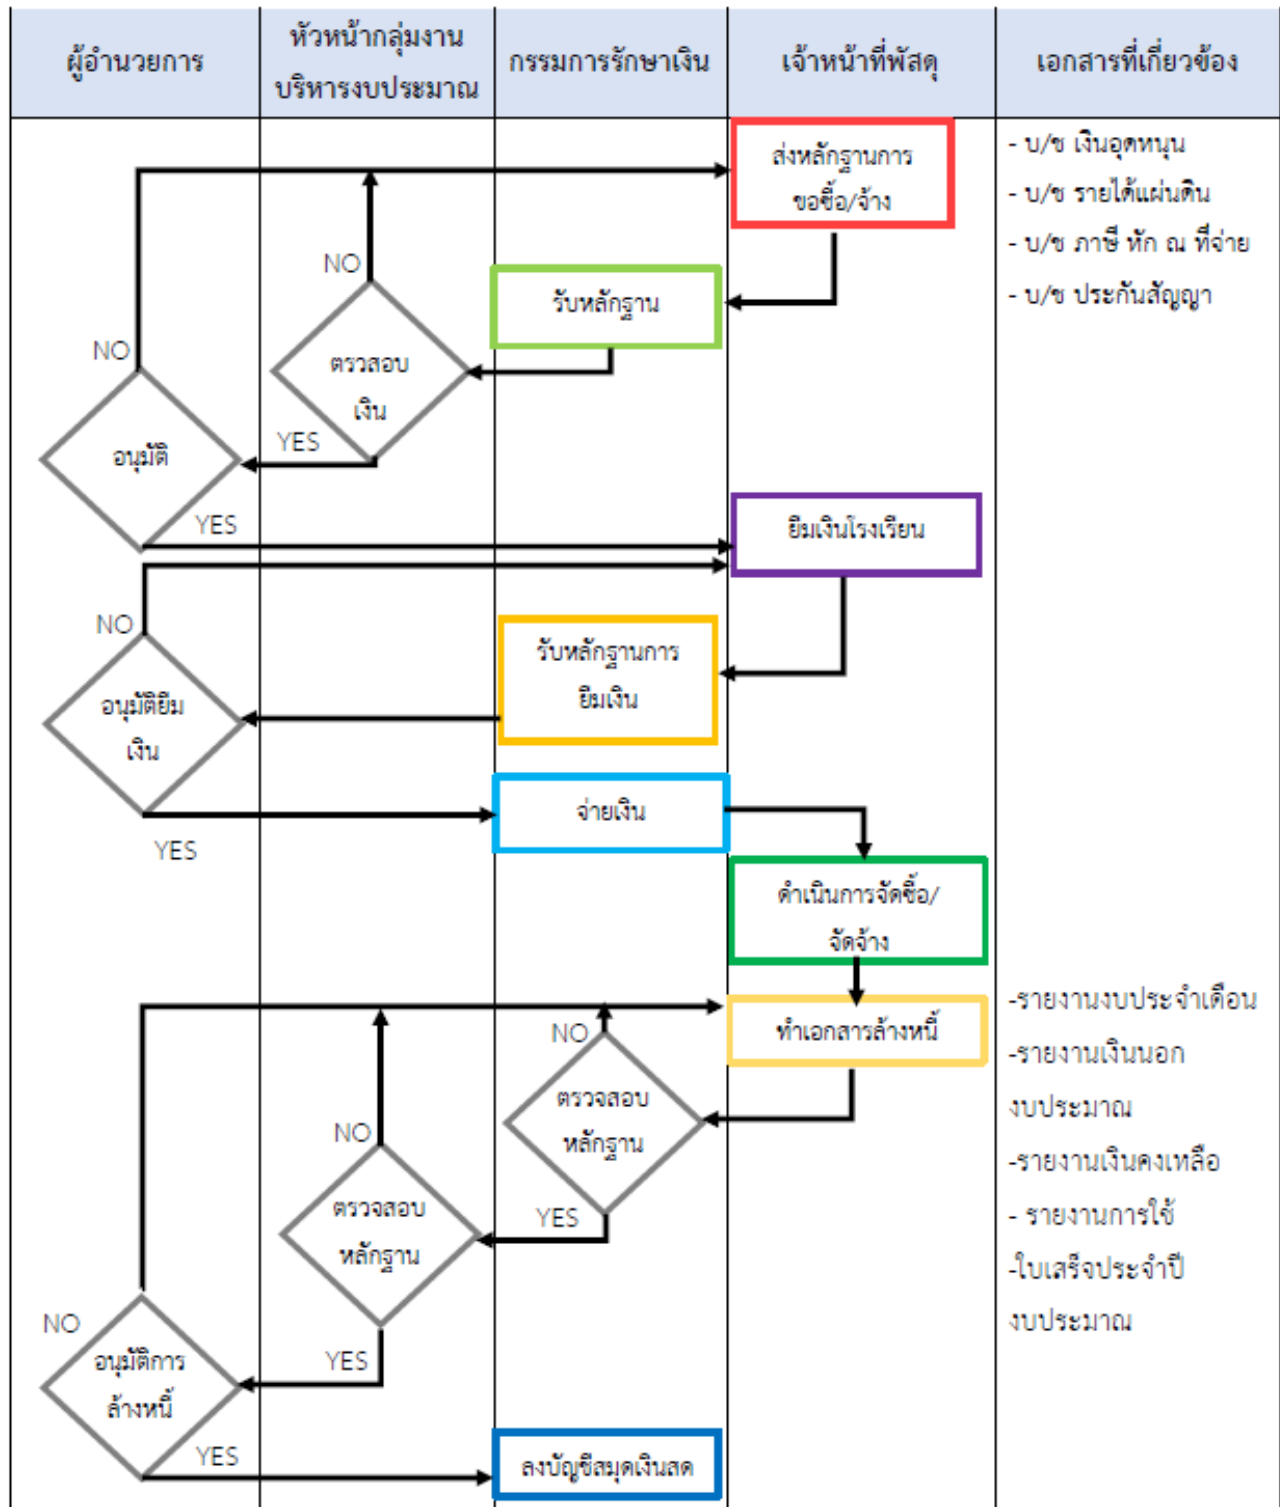 ผู้อำนวยการ
หัวหน้ากลุ่มงาน
บริหารงบประมาณ
กรรมการรักษาเงิน
เจ้าหน้าที่พัสดุ
เอกสารที่เกี่ยวข้อง
ส่งหลักฐานการ
ขอซื้อ/จ้าง
- บ/ช เงินอุดหนุน
- บ/ช รายได้แผ่นดิน
- บ/ช ภาษี หัก ณ ที่จ่าย
- บ/ช ประกันสัญญา
NO
รับหลักฐาน
NO
ตรวสอบ
เงิน
YES
อนุมัติ
YES
ยืมเงินโรงเรียน
NO
รับหลักฐานการ
ยืมเงิน
อนุมัติยืม
เงิน
จ่ายเงิน
YES
ดำเนินการจัดซื้อ/
จัดจ้าง
ทำเอกสารล้างหนี้
-รายงานงบประจำเดือน
-รายงานเงินนอก
งบประมาณ
-รายงานเงินคงเหลือ
- รายงานการใช้
-ใบเสร็จประจำปี
งบประมาณ
NO
ตรวจสอบ
หลักฐาน
NO
YES
ตรวจสอบ
หลักฐาน
NO
YES
อนุมัติการ
ล้างหนี้
YES
ลงบัญชีสมุดเงินสด